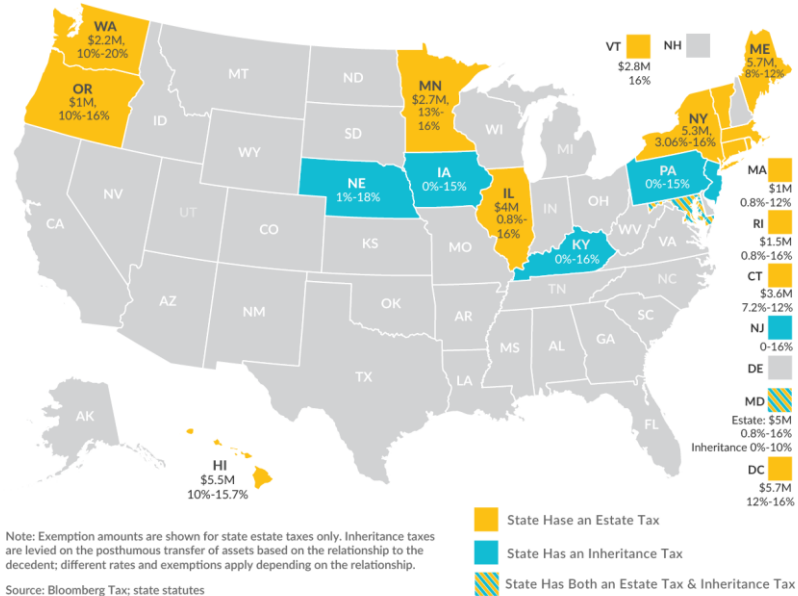 WA
$2.2M,
10%-20%
OR
$1M,
10%-16%
MT
ID
WY
NV
UT
CA
CO
AZ
NM
ND
SD
NE
1%-18%
KS
OK
TX
MN
$2.7M,
13%-
16%
IA
0%-15%
MO
AR
LA
WI
IL
$4M
0.8%-
16%
MI
IN
OH
KY
0%-16%
TN
MS
AL
GA
FL
SC
NC
VA
WV
PA
0%-15%
NY
5.3M,
3.06%-16%
ME
5.7M,
8%-12%
VT
$2.8M
16%
NH
MA
$1M
0.8%-12%
RI
$1.5M
0.8%-16%
CT
$3.6M
7.2%-12%
NJ
0-16%
DE
MD
Estate: $5M
0.8%-16%
Inheritance 0%-10%
DC
$5.7M
12%-16%
AK
HI
$5.5M
10%-15.7%
State Hase an Estate Tax
State Has an Inheritance Tax
State Has Both an Estate Tax & Inheritance Tax
Note: Exemption amounts are shown for state estate taxes only. Inheritance taxes
are levied on the posthumous transfer of assets based on the relationship to the
decedent; different rates and exemptions apply depending on the relationship.
Source: Bloomberg Tax; state statutes